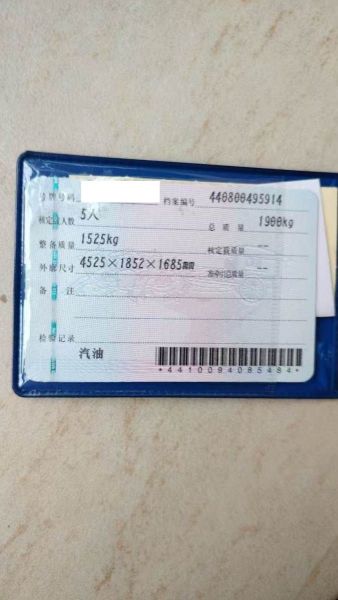 号牌号码 档案编号 440800495914
核定载人数 5人 总质量 1900kg
整备质量 1525kg 核定载质量 --
外廓尺寸 4525×1852×1685mm 准牵引总质量 --
备注
检验记录
汽油
*4410094085484*